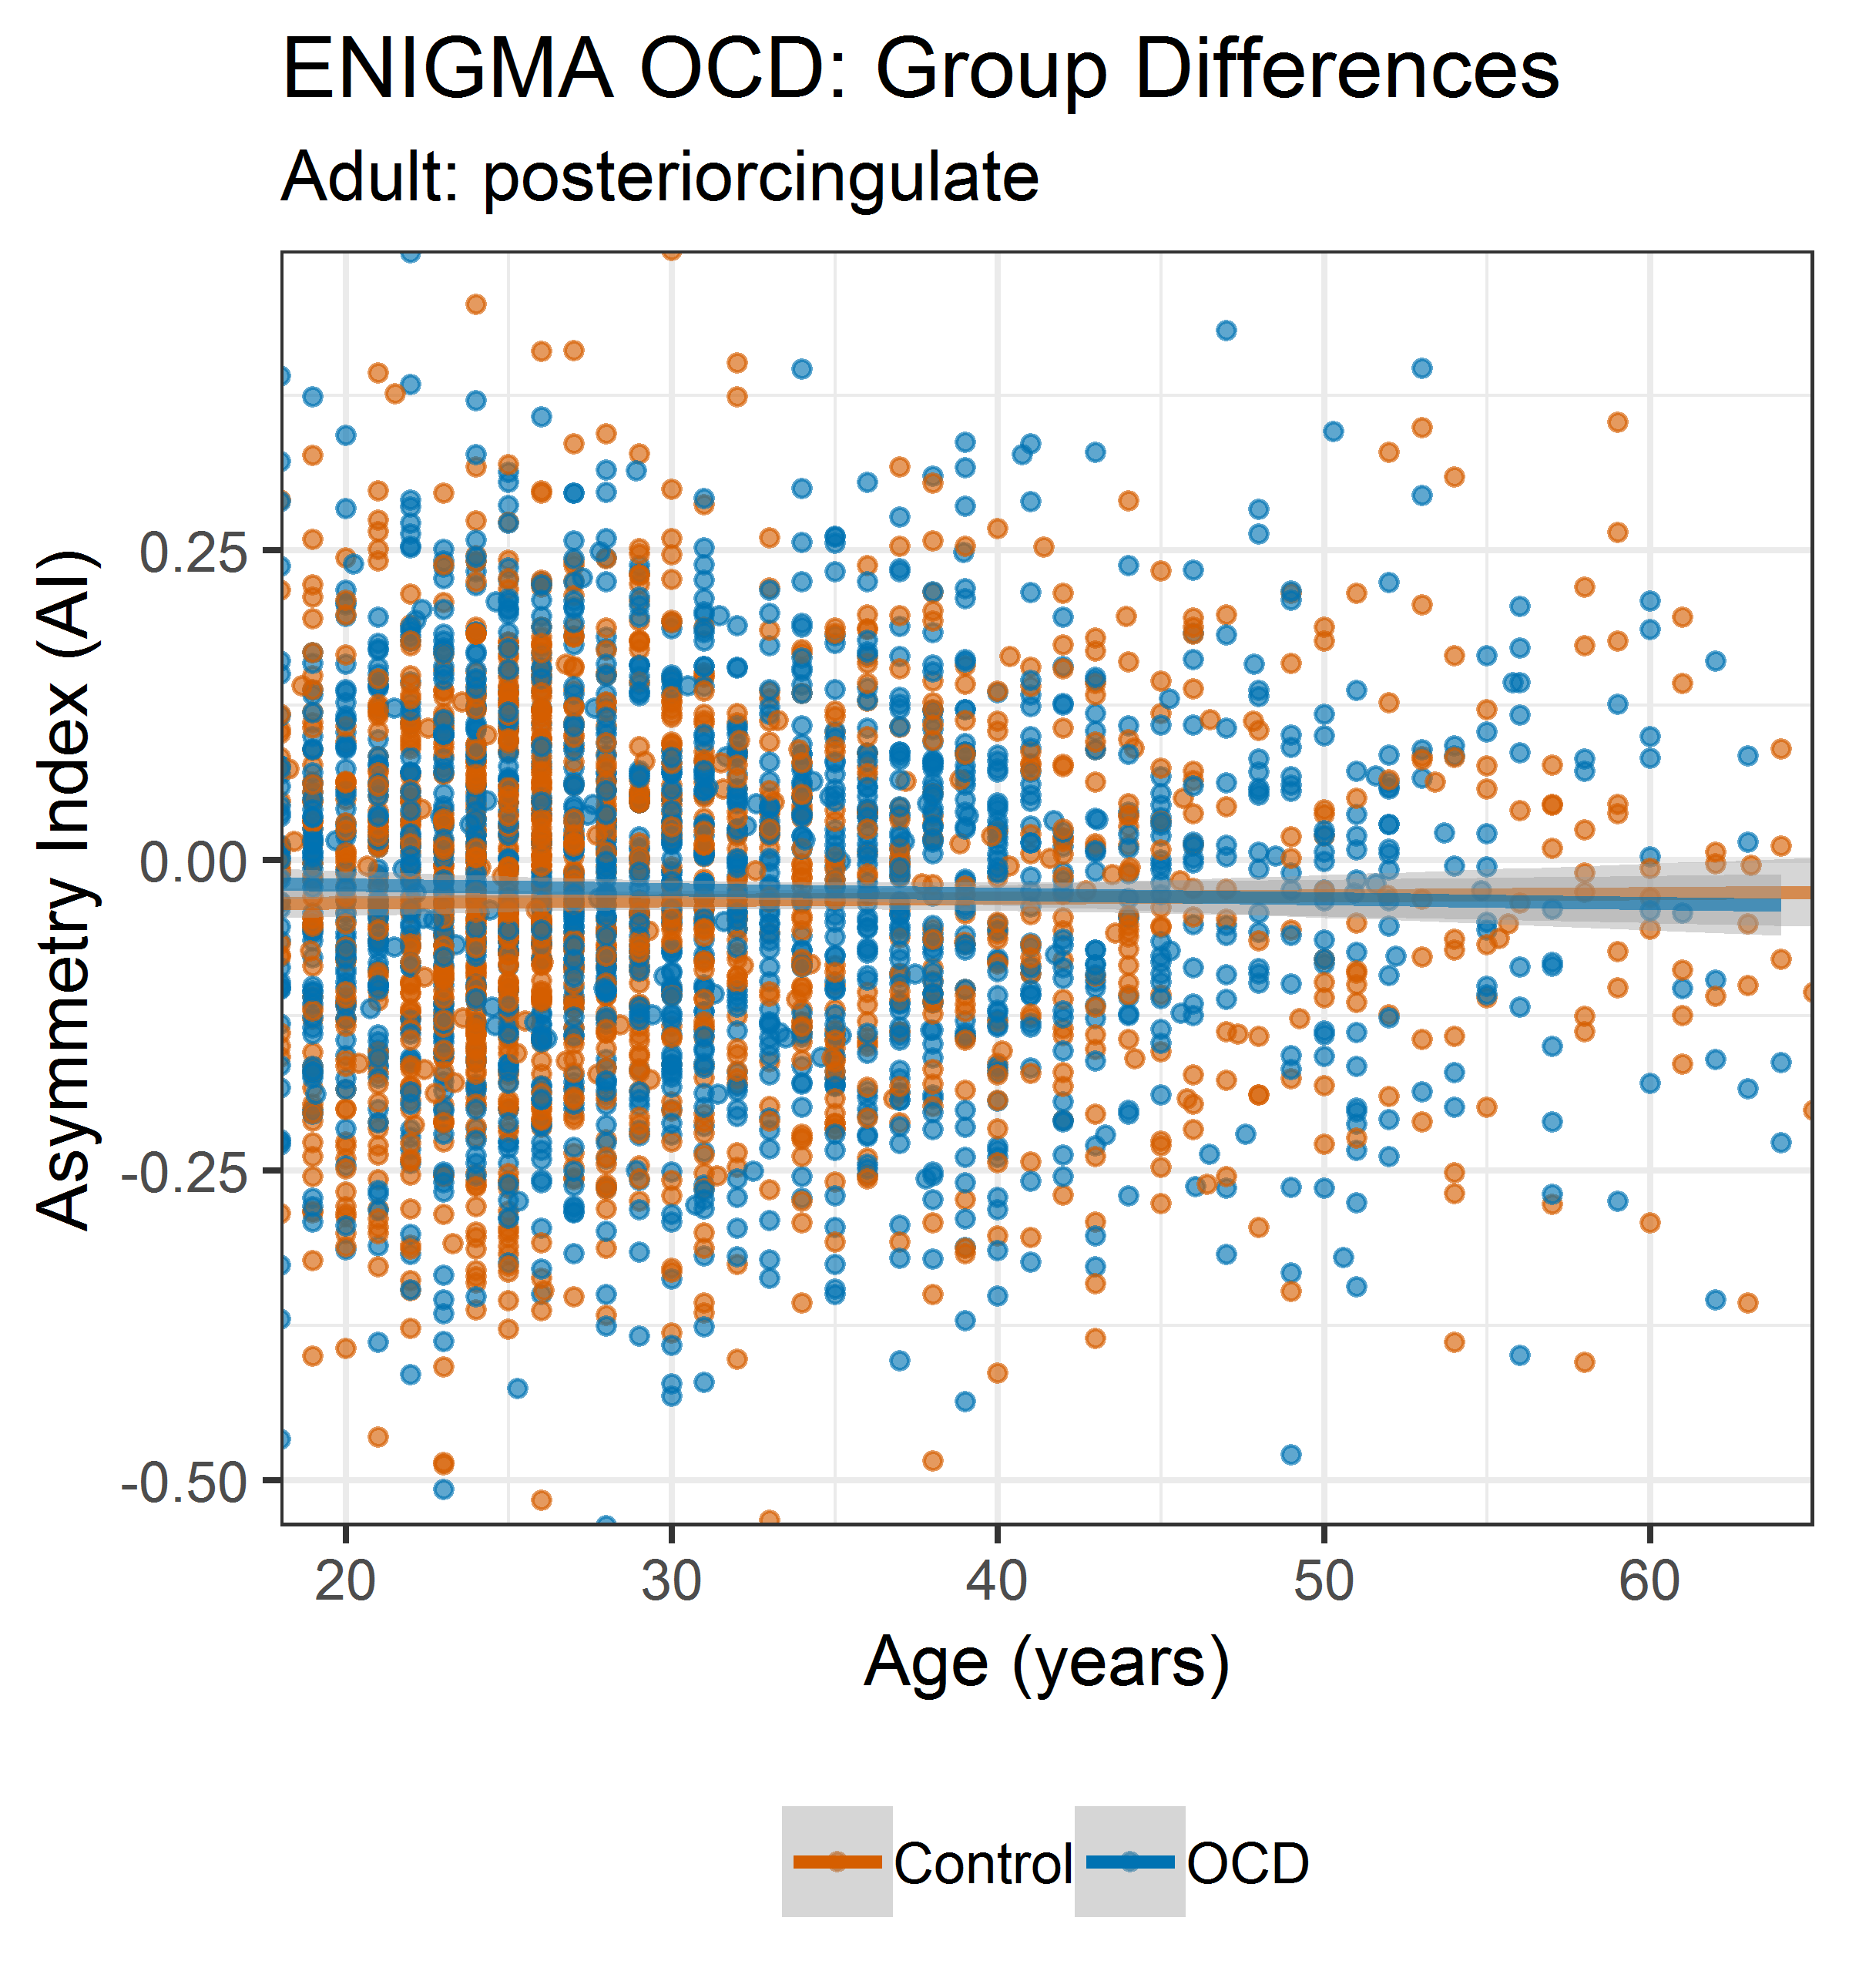 ENIGMA OCD: Group Differences
Adult: posteriorcingulate
Asymmetry Index (AI)
0.25
0.00
-0.25
-0.50
20 30 40 50 60
Age (years)
Control OCD